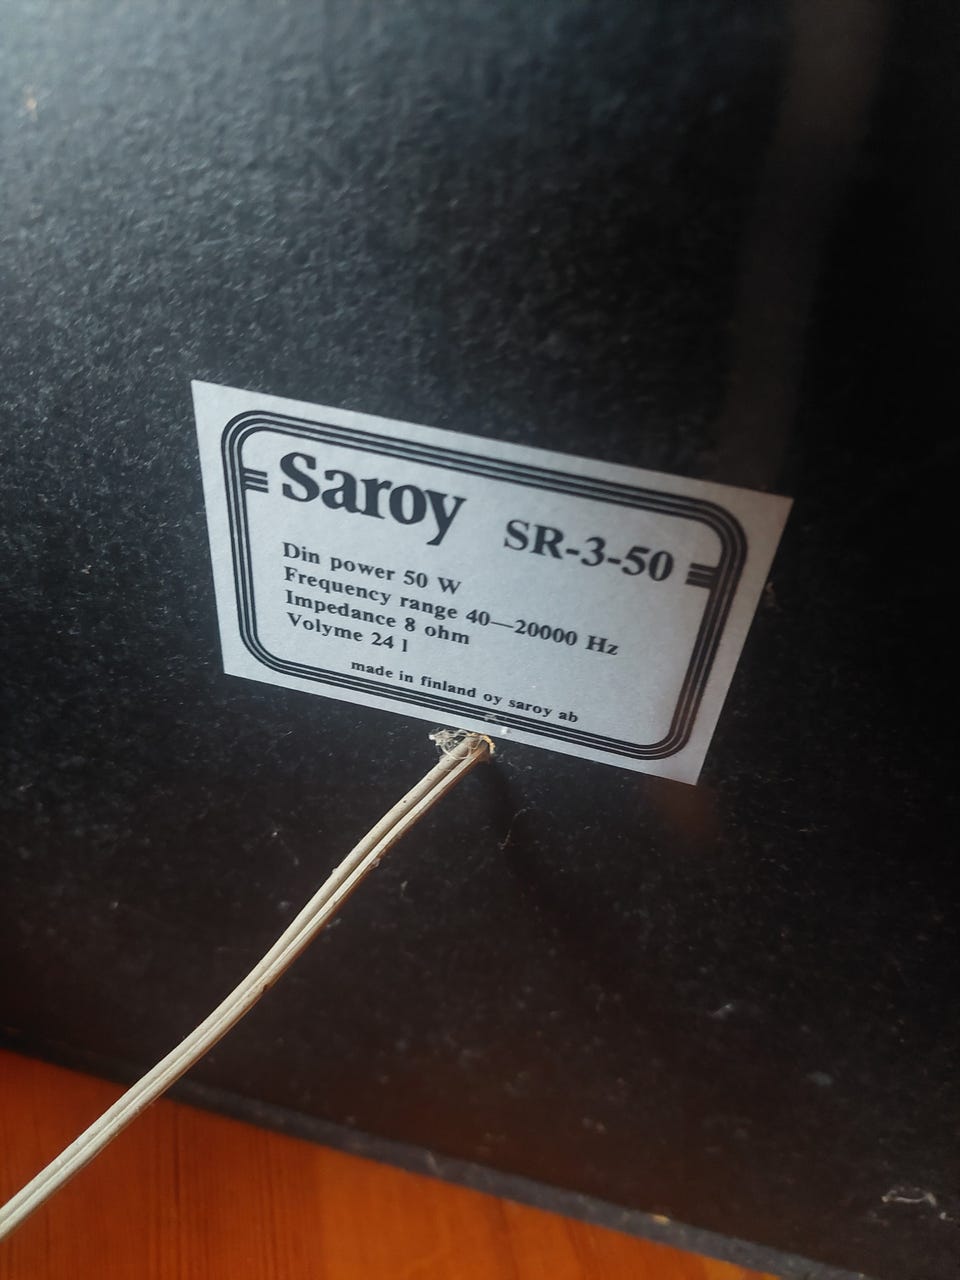 Saroy SR-3-50
Din power 50 W
Frequency range 40—20000 Hz
Impedance 8 ohm
Volyme 24 l
made in finland oy saroy ab